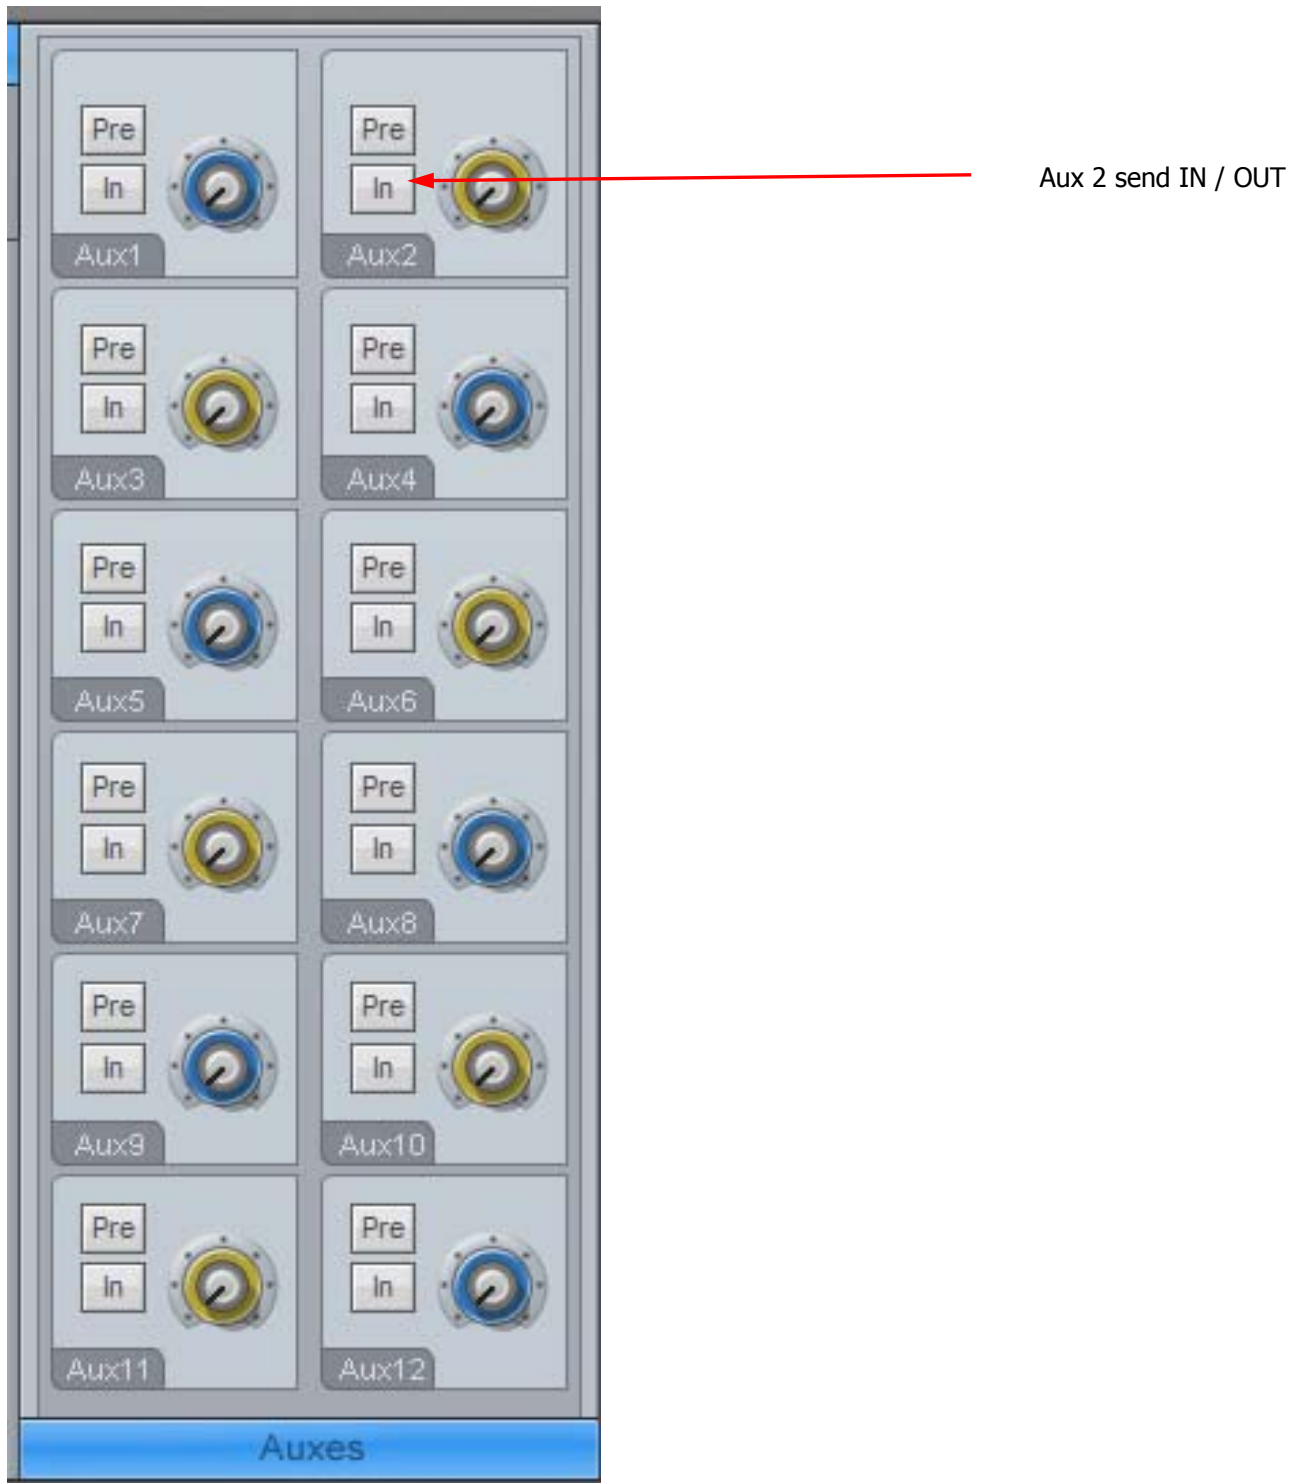 Pre Pre
In In Aux 2 send IN / OUT
Aux1 Aux2
Pre Pre
In In
Aux3 Aux4
Pre Pre
In In
Aux5 Aux6
Pre Pre
In In
Aux7 Aux8
Pre Pre
In In
Aux9 Aux10
Pre Pre
In In
Aux11 Aux12
Auxes